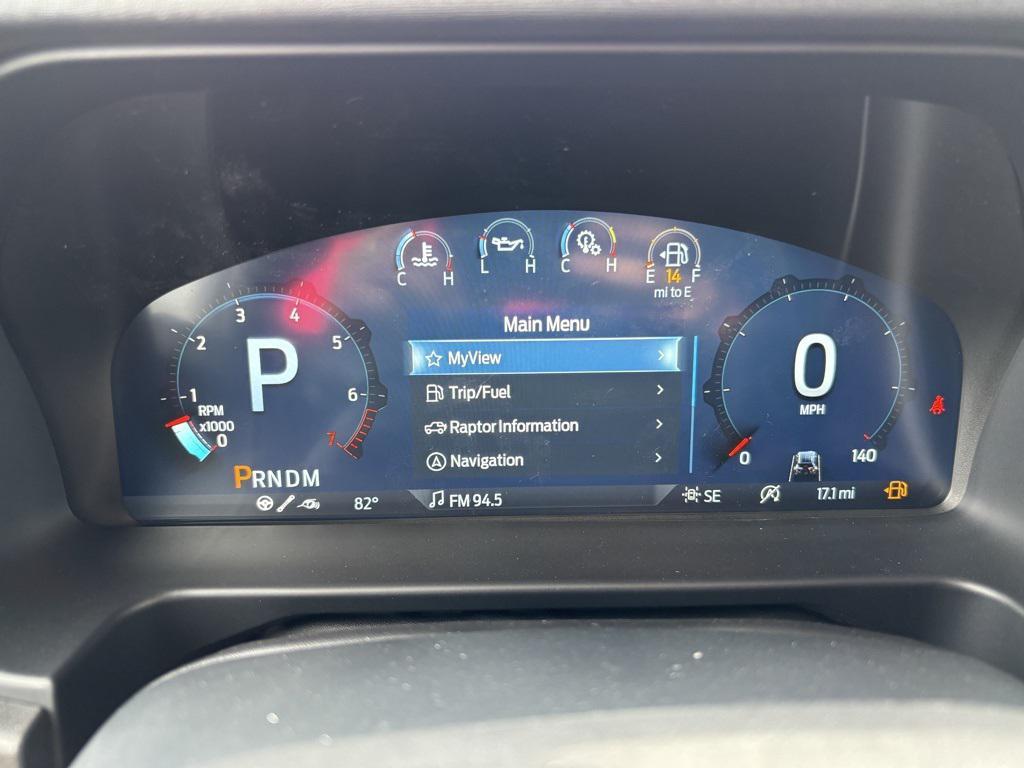 C H
L H
C H
E 14 F
mi to E
Main Menu
MyView
Trip/Fuel
Raptor Information
Navigation
P
1 2 3 4 5 6 7
RPM
x1000
0
PRNDM
82°
FM 94.5
0
MPH
0 140
SE
17.1 mi